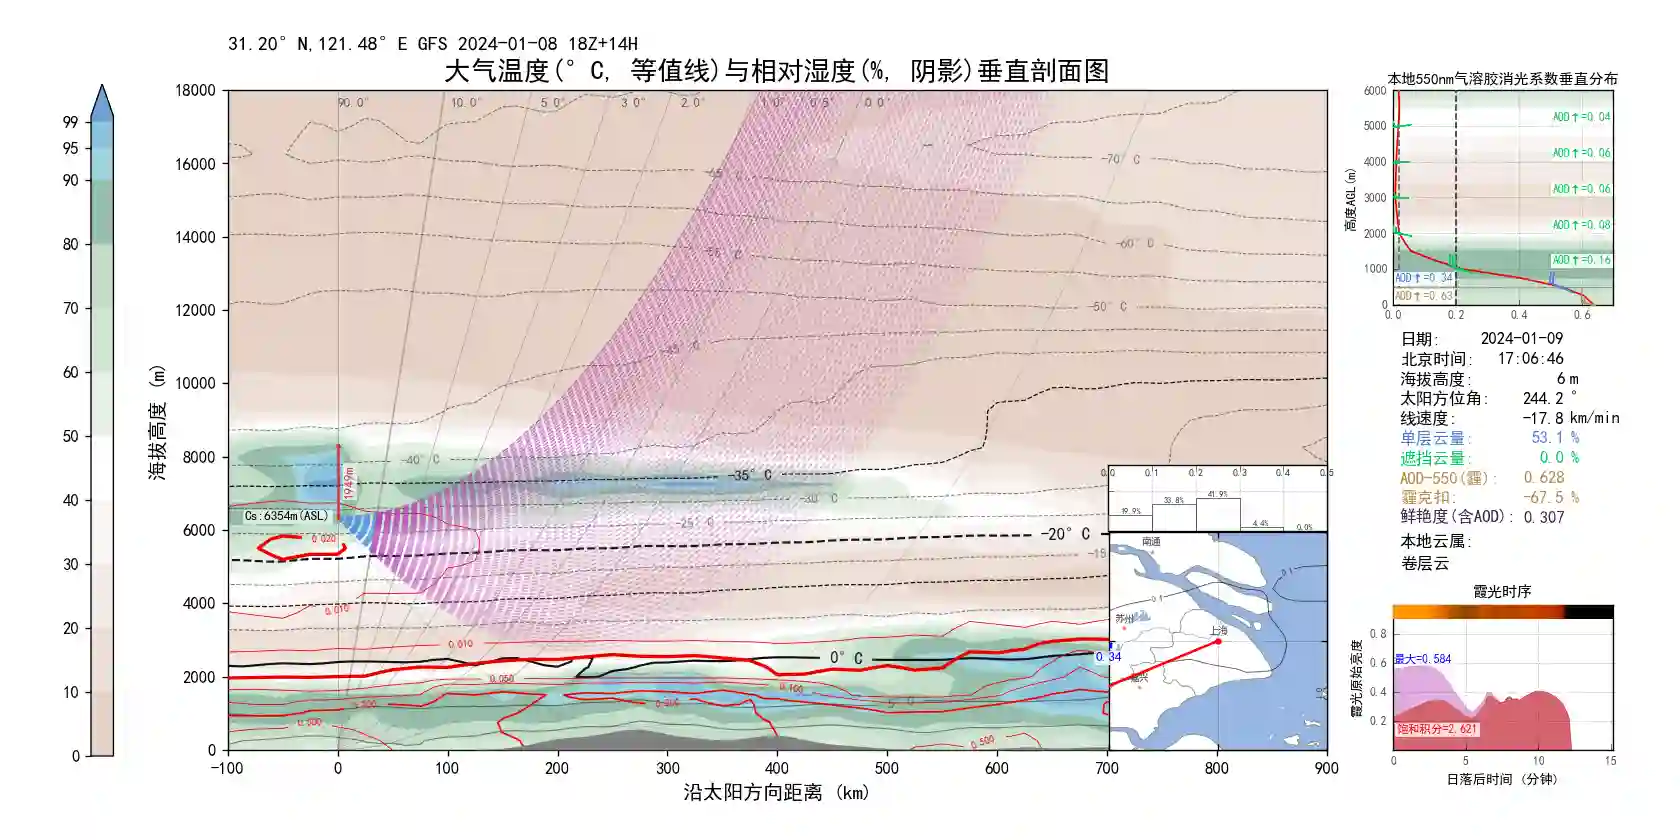 31.20° N,121.48° E GFS 2024-01-08 18Z+14H
大气温度(° C, 等值线)与相对湿度(%, 阴影)垂直剖面图
99
95
90
80
70
60
50
40
30
20
10
0
海拔高度 (m)
18000
16000
14000
12000
10000
8000
6000
4000
2000
0
90.0°
10.0°
5.0°
3.0°
2.0°
1.0°
0.5°
0.0°
-70° C
-65° C
-60° C
-55° C
-50° C
-45° C
-40° C
-35° C
-30° C
-25° C
-20° C
-15
0° C
1949m
Cs:6354m(ASL)
0.020
0.010
0.010
0.050
0.100
0.200
0.200
0.500
0.500
-100
0
100
200
300
400
500
600
700
800
900
沿太阳方向距离 (km)
0.0
0.1
0.2
0.3
0.4
0.5
19.9%
33.8%
41.9%
4.4%
0.0%
南通
苏州
上海
嘉兴
0.1
0.1
0.34
本地550nm气溶胶消光系数垂直分布
高度AGL(m)
6000
5000
4000
3000
2000
1000
0
AOD↑=0.04
AOD↑=0.06
AOD↑=0.06
AOD↑=0.08
AOD↑=0.16
AOD↑=0.34
AOD↑=0.63
0.0
0.2
0.4
0.6
日期: 2024-01-09
北京时间: 17:06:46
海拔高度: 6 m
太阳方位角: 244.2 °
线速度: -17.8 km/min
单层云量: 53.1 %
遮挡云量: 0.0 %
AOD-550(霾): 0.628
霾克扣: -67.5 %
鲜艳度(含AOD): 0.307
本地云属:
卷层云
霞光时序
霞光原始亮度
0.8
0.6
0.4
0.2
最大=0.584
饱和积分=2.621
0
5
10
15
日落后时间 (分钟)